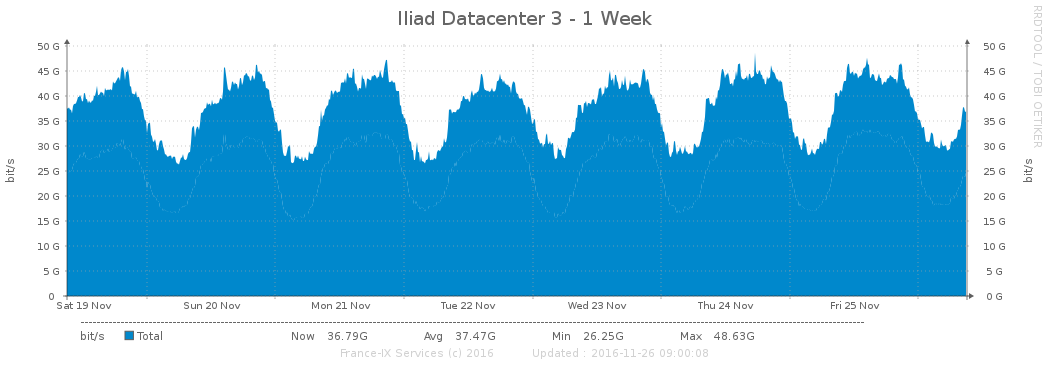 Iliad Datacenter 3 - 1 Week
RRDTOOL / TOBI OETIKER
50 G 50 G
45 G 45 G
40 G 40 G
35 G 35 G
30 G 30 G
25 G 25 G
20 G 20 G
15 G 15 G
10 G 10 G
5 G 5 G
0 0 G
bit/s bit/s
Sat 19 Nov Sun 20 Nov Mon 21 Nov Tue 22 Nov Wed 23 Nov Thu 24 Nov Fri 25 Nov
bit/s Total Now 36.79G Avg 37.47G Min 26.25G Max 48.63G
France-IX Services (c) 2016 Updated : 2016-11-26 09:00:08